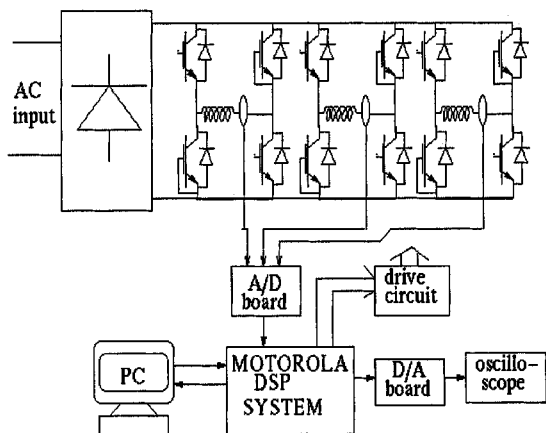 AC
input
A/D
board
drive
circuit
PC
MOTOROLA
DSP
SYSTEM
D/A
board
oscillo-
scope